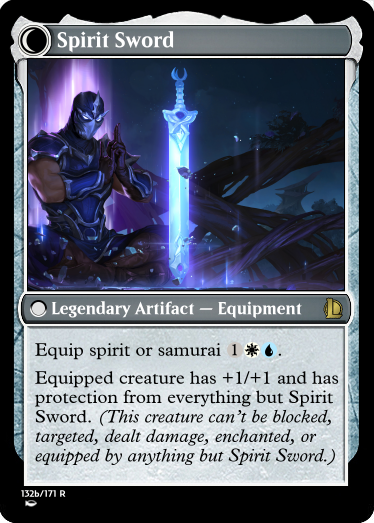 Spirit Sword
Legendary Artifact — Equipment
Equip spirit or samurai 1.
Equipped creature has +1/+1 and has
protection from everything but Spirit
Sword. (This creature can't be blocked,
targeted, dealt damage, enchanted, or
equipped by anything but Spirit Sword.)
132b/171 R